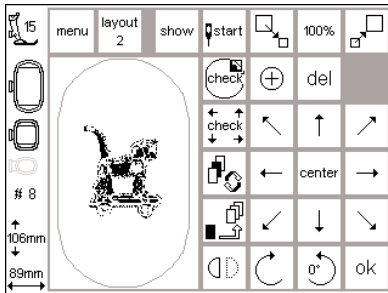 15
menu
layout
2
show
start
100%
check
del
check
center
# 8
106mm
89mm
0°
ok